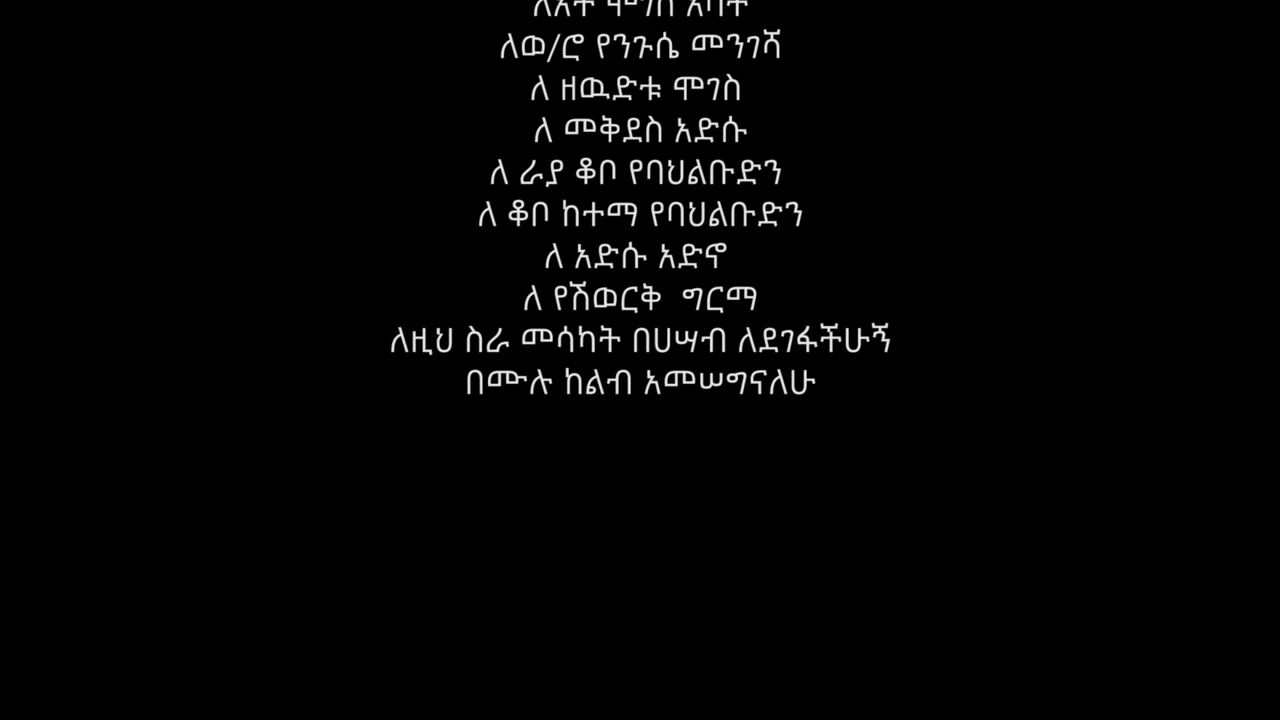 ለወ/ሮ የንጉሴ መንገሻ
ለ ዘዉድቱ ሞገስ
ለ መቅደስ አድሱ
ለ ራያ ቆቦ የባህልቡድን
ለ ቆቦ ከተማ የባህልቡድን
ለ አድሱ አድኖ
ለ የሽወርቅ ግርማ
ለዚህ ስራ መሳካት በሀሣብ ለደገፋችሁኝ
በሙሉ ከልብ አመሠግናለሁ